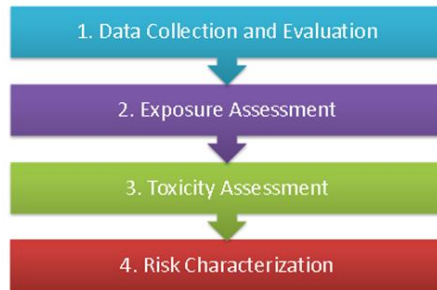 1. Data Collection and Evaluation
2. Exposure Assessment
3. Toxicity Assessment
4. Risk Characterization